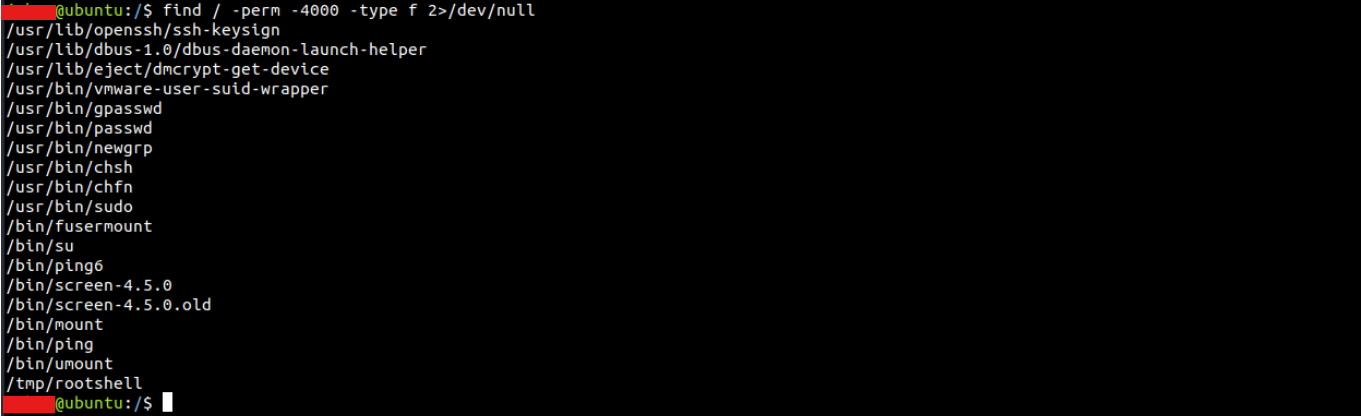 @ubuntu:/$ find / -perm -4000 -type f 2>/dev/null
/usr/lib/openssh/ssh-keysign
/usr/lib/dbus-1.0/dbus-daemon-launch-helper
/usr/lib/eject/dmcrypt-get-device
/usr/bin/vmware-user-suid-wrapper
/usr/bin/gpasswd
/usr/bin/passwd
/usr/bin/newgrp
/usr/bin/chsh
/usr/bin/chfn
/usr/bin/sudo
/bin/fusermount
/bin/su
/bin/ping6
/bin/screen-4.5.0
/bin/screen-4.5.0.old
/bin/mount
/bin/ping
/bin/umount
/tmp/rootshell
@ubuntu:/$